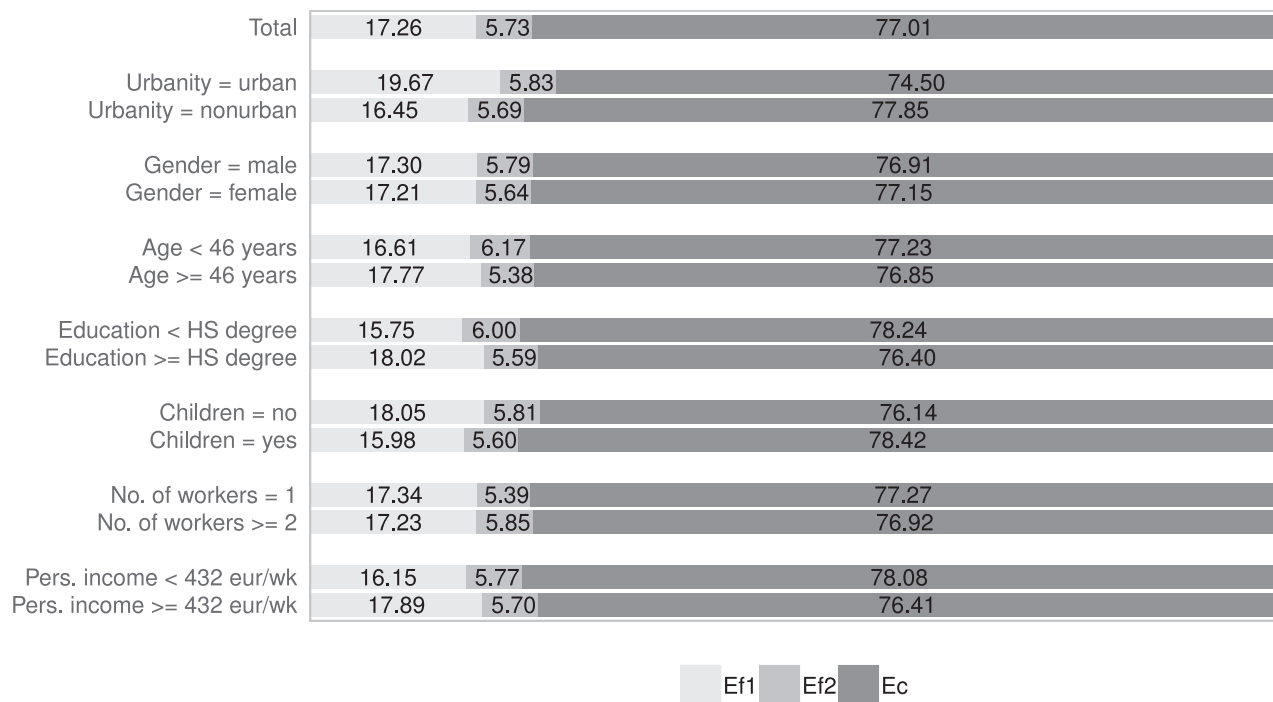 Total 17.26 5.73 77.01
Urbanity = urban 19.67 5.83 74.50
Urbanity = nonurban 16.45 5.69 77.85
Gender = male 17.30 5.79 76.91
Gender = female 17.21 5.64 77.15
Age < 46 years 16.61 6.17 77.23
Age >= 46 years 17.77 5.38 76.85
Education < HS degree 15.75 6.00 78.24
Education >= HS degree 18.02 5.59 76.40
Children = no 18.05 5.81 76.14
Children = yes 15.98 5.60 78.42
No. of workers = 1 17.34 5.39 77.27
No. of workers >= 2 17.23 5.85 76.92
Pers. income < 432 eur/wk 16.15 5.77 78.08
Pers. income >= 432 eur/wk 17.89 5.70 76.41
Ef1 Ef2 Ec